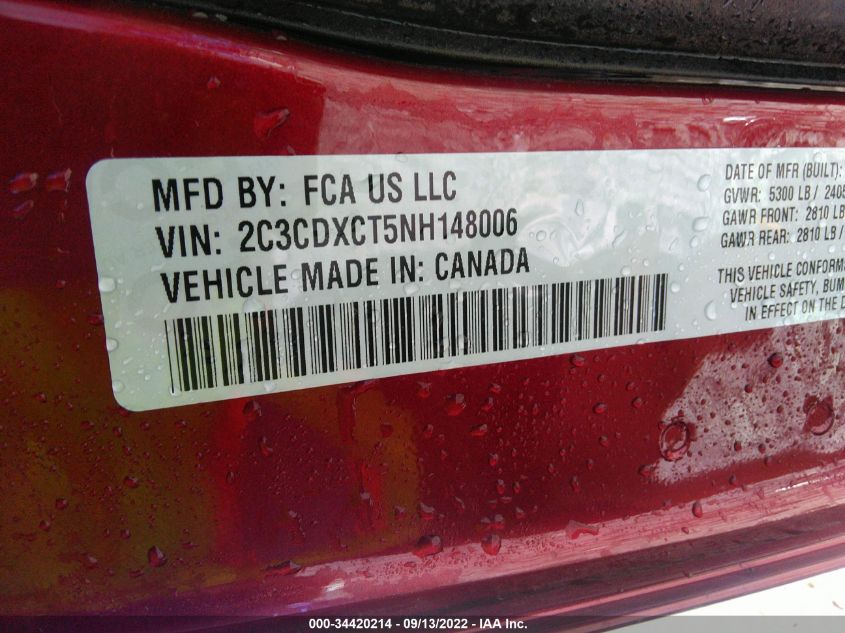 MFD BY: FCA US LLC
VIN: 2C3CDXCT5NH148006
VEHICLE MADE IN: CANADA
DATE OF MFR (BUILT):
GVWR: 5300 LB / 2405
GAWR FRONT: 2810 LB
GAWR REAR: 2810 LB /
THIS VEHICLE CONFORM
VEHICLE SAFETY, BUM
IN EFFECT ON THE D
000-34420214 - 09/13/2022 - IAA Inc.